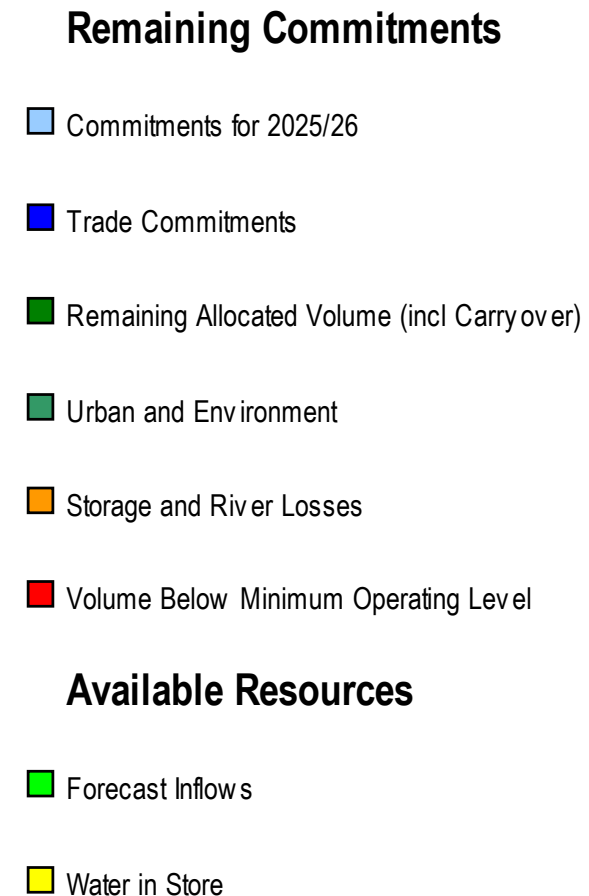 Remaining Commitments
Commitments for 2025/26
Trade Commitments
Remaining Allocated Volume (incl Carryover)
Urban and Environment
Storage and River Losses
Volume Below Minimum Operating Level
Available Resources
Forecast Inflows
Water in Store